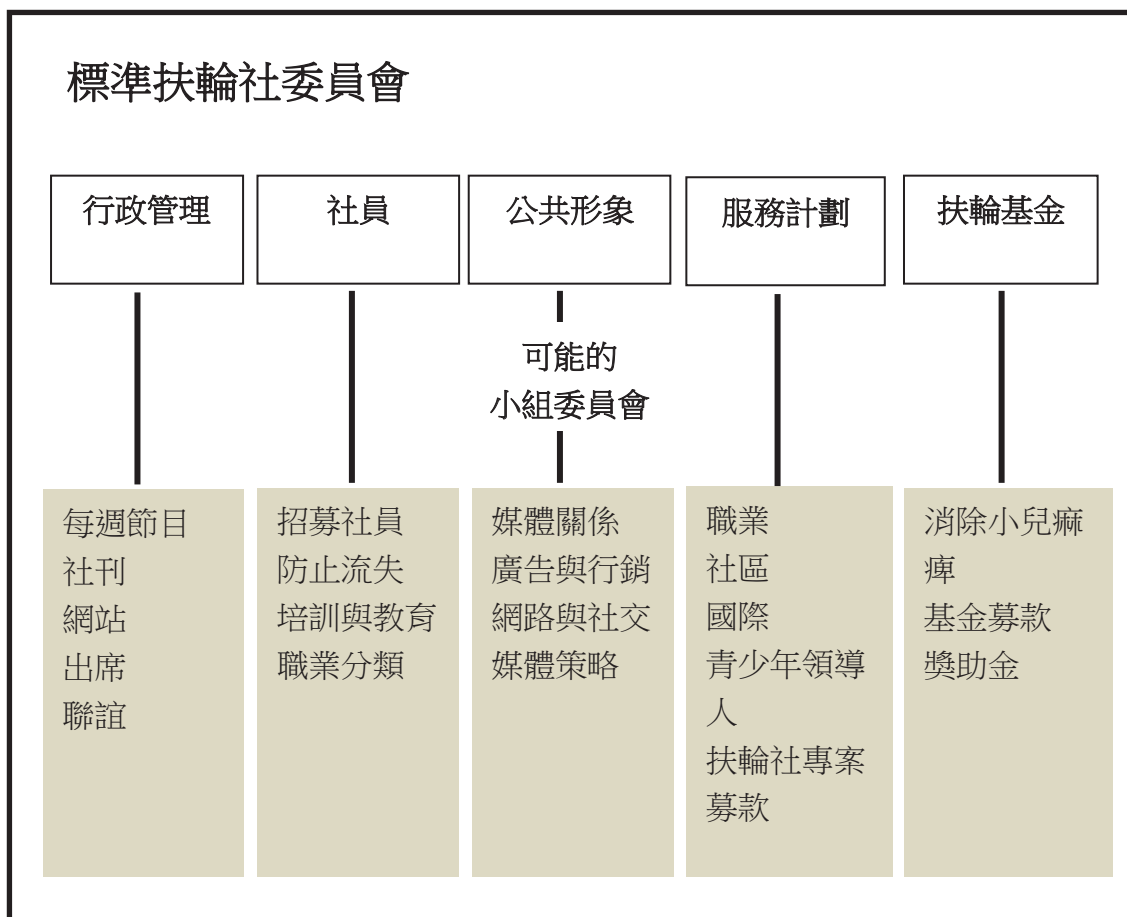 標準扶輪社委員會
行政管理
社員
公共形象
服務計劃
扶輪基金
可能的
小組委員會
每週節目
社刊
網站
出席
聯誼
招募社員
防止流失
培訓與教育
職業分類
媒體關係
廣告與行銷
網路與社交
媒體策略
職業
社區
國際
青少年領導
人
扶輪社專案
募款
消除小兒痲
痺
基金募款
獎助金